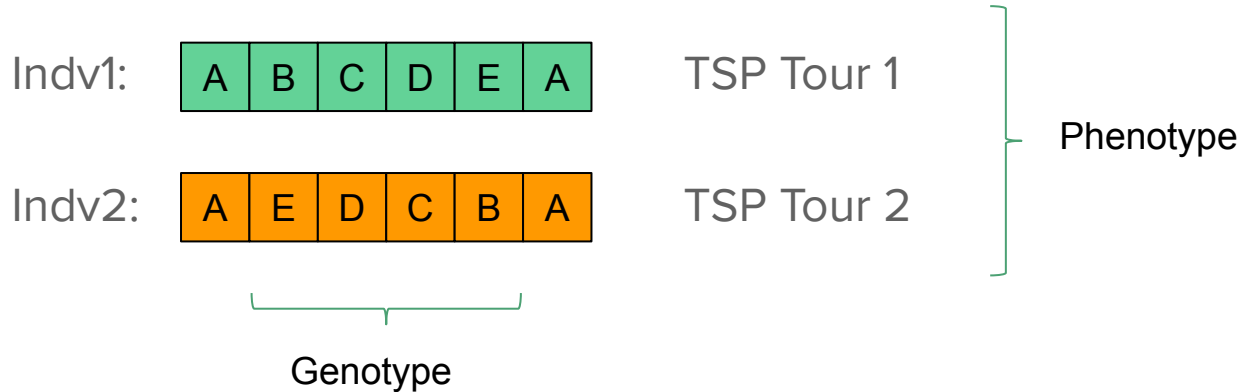 Indv1: A B C D E A TSP Tour 1
Phenotype
Indv2: A E D C B A TSP Tour 2
Genotype